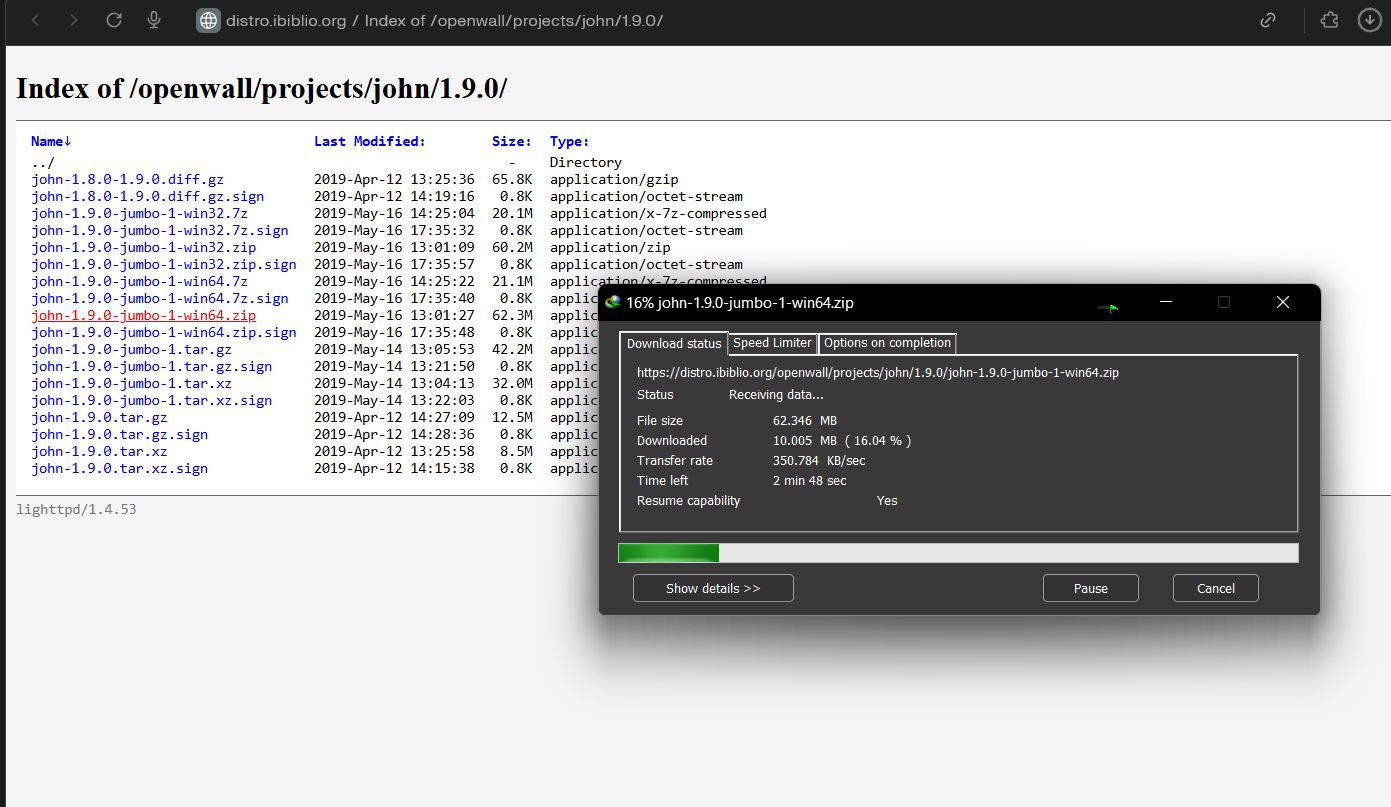 distro.ibiblio.org / Index of /openwall/projects/john/1.9.0/
Index of /openwall/projects/john/1.9.0/
Name↓ Last Modified: Size: Type:
../ - Directory
john-1.8.0-1.9.0.diff.gz 2019-Apr-12 13:25:36 65.8K application/gzip
john-1.8.0-1.9.0.diff.gz.sign 2019-Apr-12 14:19:16 0.8K application/octet-stream
john-1.9.0-jumbo-1-win32.7z 2019-May-16 14:25:04 20.1M application/x-7z-compressed
john-1.9.0-jumbo-1-win32.7z.sign 2019-May-16 17:35:32 0.8K application/octet-stream
john-1.9.0-jumbo-1-win32.zip 2019-May-16 13:01:09 60.2M application/zip
john-1.9.0-jumbo-1-win32.zip.sign 2019-May-16 17:35:57 0.8K application/octet-stream
john-1.9.0-jumbo-1-win64.7z 2019-May-16 14:25:22 21.1M application/x-7z-compressed
john-1.9.0-jumbo-1-win64.7z.sign 2019-May-16 17:35:40 0.8K applic
john-1.9.0-jumbo-1-win64.zip 2019-May-16 13:01:27 62.3M applic
john-1.9.0-jumbo-1-win64.zip.sign 2019-May-16 17:35:48 0.8K applic
john-1.9.0-jumbo-1.tar.gz 2019-May-14 13:05:53 42.2M applic
john-1.9.0-jumbo-1.tar.gz.sign 2019-May-14 13:21:50 0.8K applic
john-1.9.0-jumbo-1.tar.xz 2019-May-14 13:04:13 32.0M applic
john-1.9.0-jumbo-1.tar.xz.sign 2019-May-14 13:22:03 0.8K applic
john-1.9.0.tar.gz 2019-Apr-12 14:27:09 12.5M applic
john-1.9.0.tar.gz.sign 2019-Apr-12 14:28:36 0.8K applic
john-1.9.0.tar.xz 2019-Apr-12 13:25:58 8.5M applic
john-1.9.0.tar.xz.sign 2019-Apr-12 14:15:38 0.8K applic
lighttpd/1.4.53
16% john-1.9.0-jumbo-1-win64.zip
Download status Speed Limiter Options on completion
https://distro.ibiblio.org/openwall/projects/john/1.9.0/john-1.9.0-jumbo-1-win64.zip
Status Receiving data...
File size 62.346 MB
Downloaded 10.005 MB ( 16.04 % )
Transfer rate 350.784 KB/sec
Time left 2 min 48 sec
Resume capability Yes
Show details >> Pause Cancel